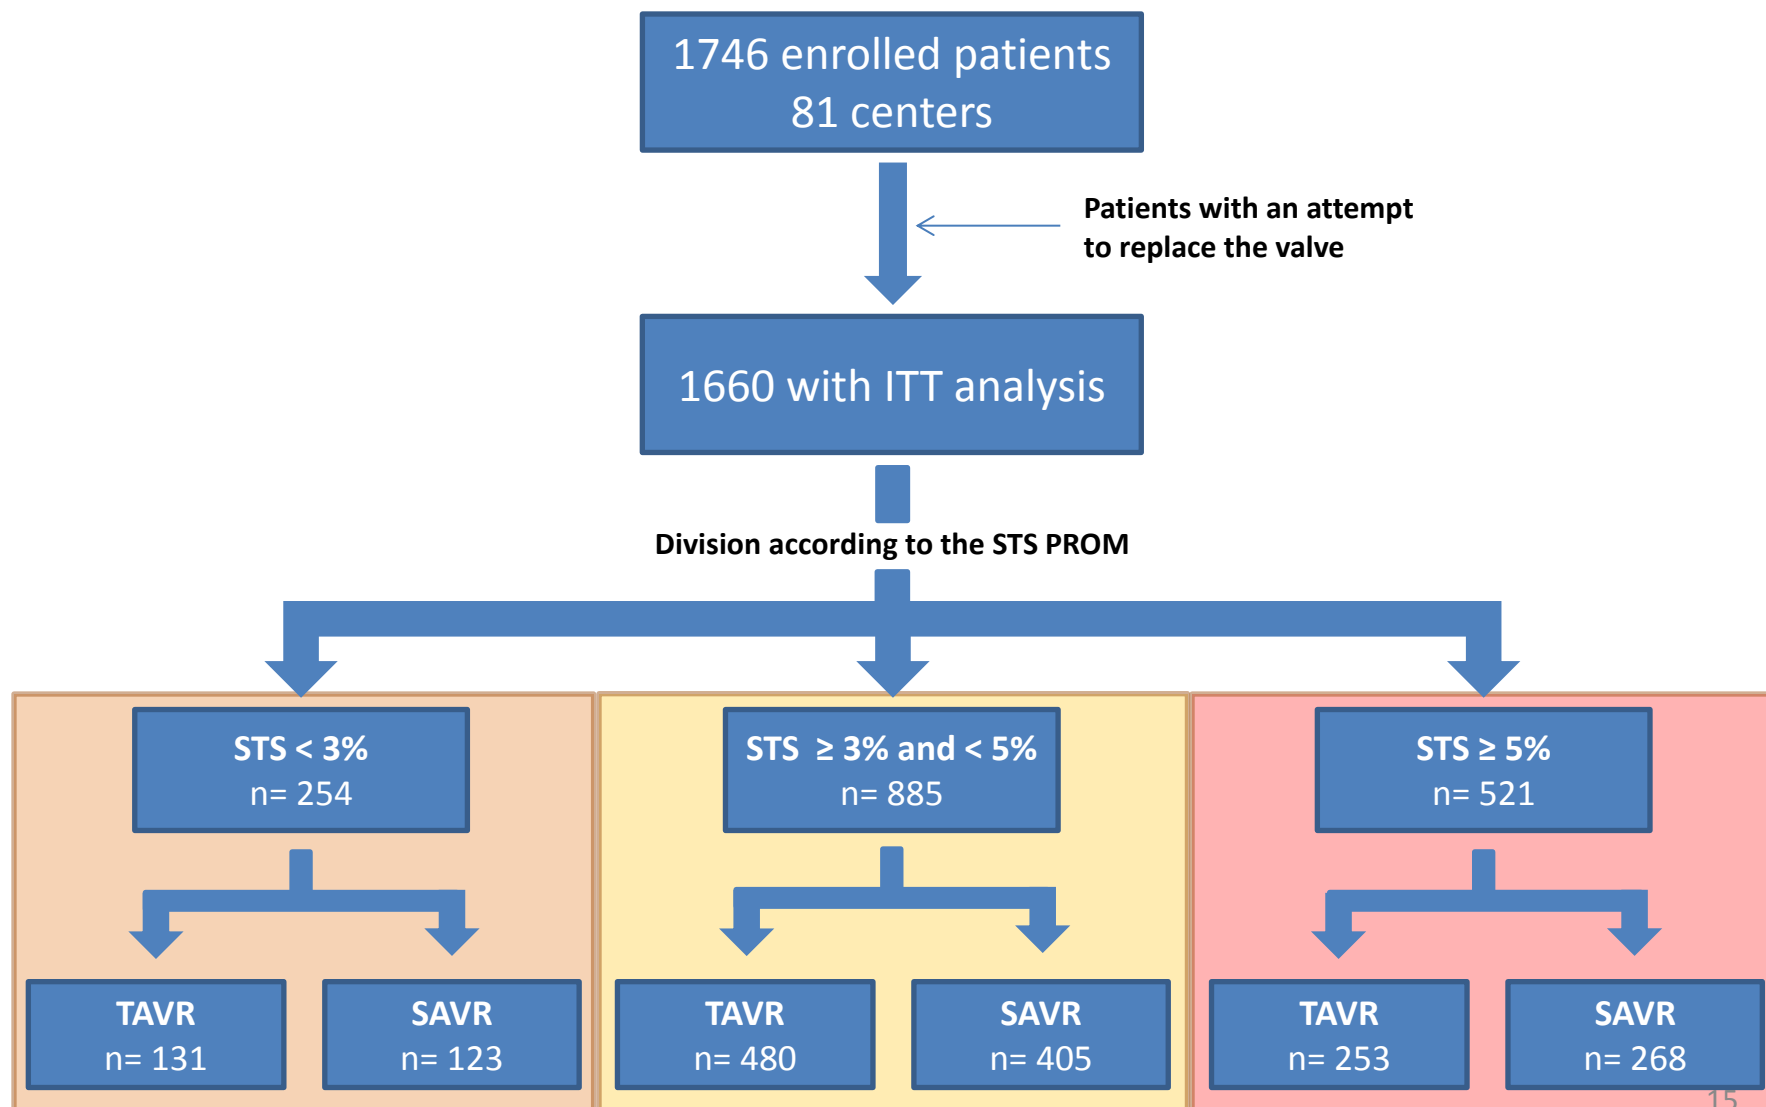 1746 enrolled patients
81 centers
Patients with an attempt
to replace the valve
1660 with ITT analysis
Division according to the STS PROM
STS < 3%
n= 254
STS ≥ 3% and < 5%
n= 885
STS ≥ 5%
n= 521
TAVR
n= 131
SAVR
n= 123
TAVR
n= 480
SAVR
n= 405
TAVR
n= 253
SAVR
n= 268
15